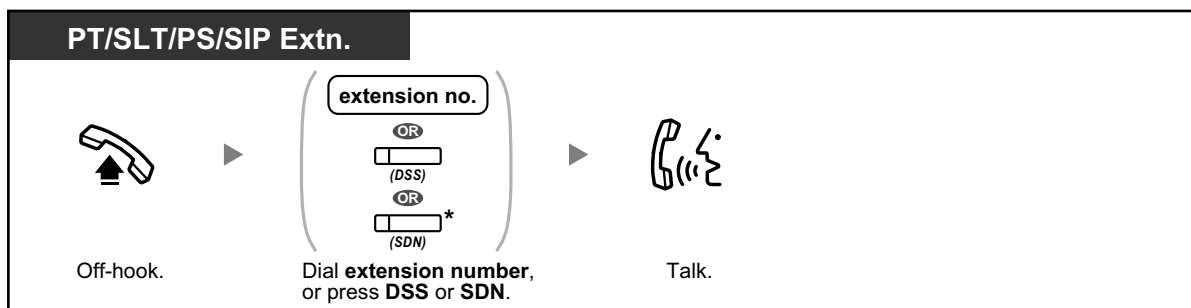 PT/SLT/PS/SIP Extn.
extension no.
OR
(DSS)
OR
*
(SDN)
Off-hook.
Dial extension number,
or press DSS or SDN.
Talk.